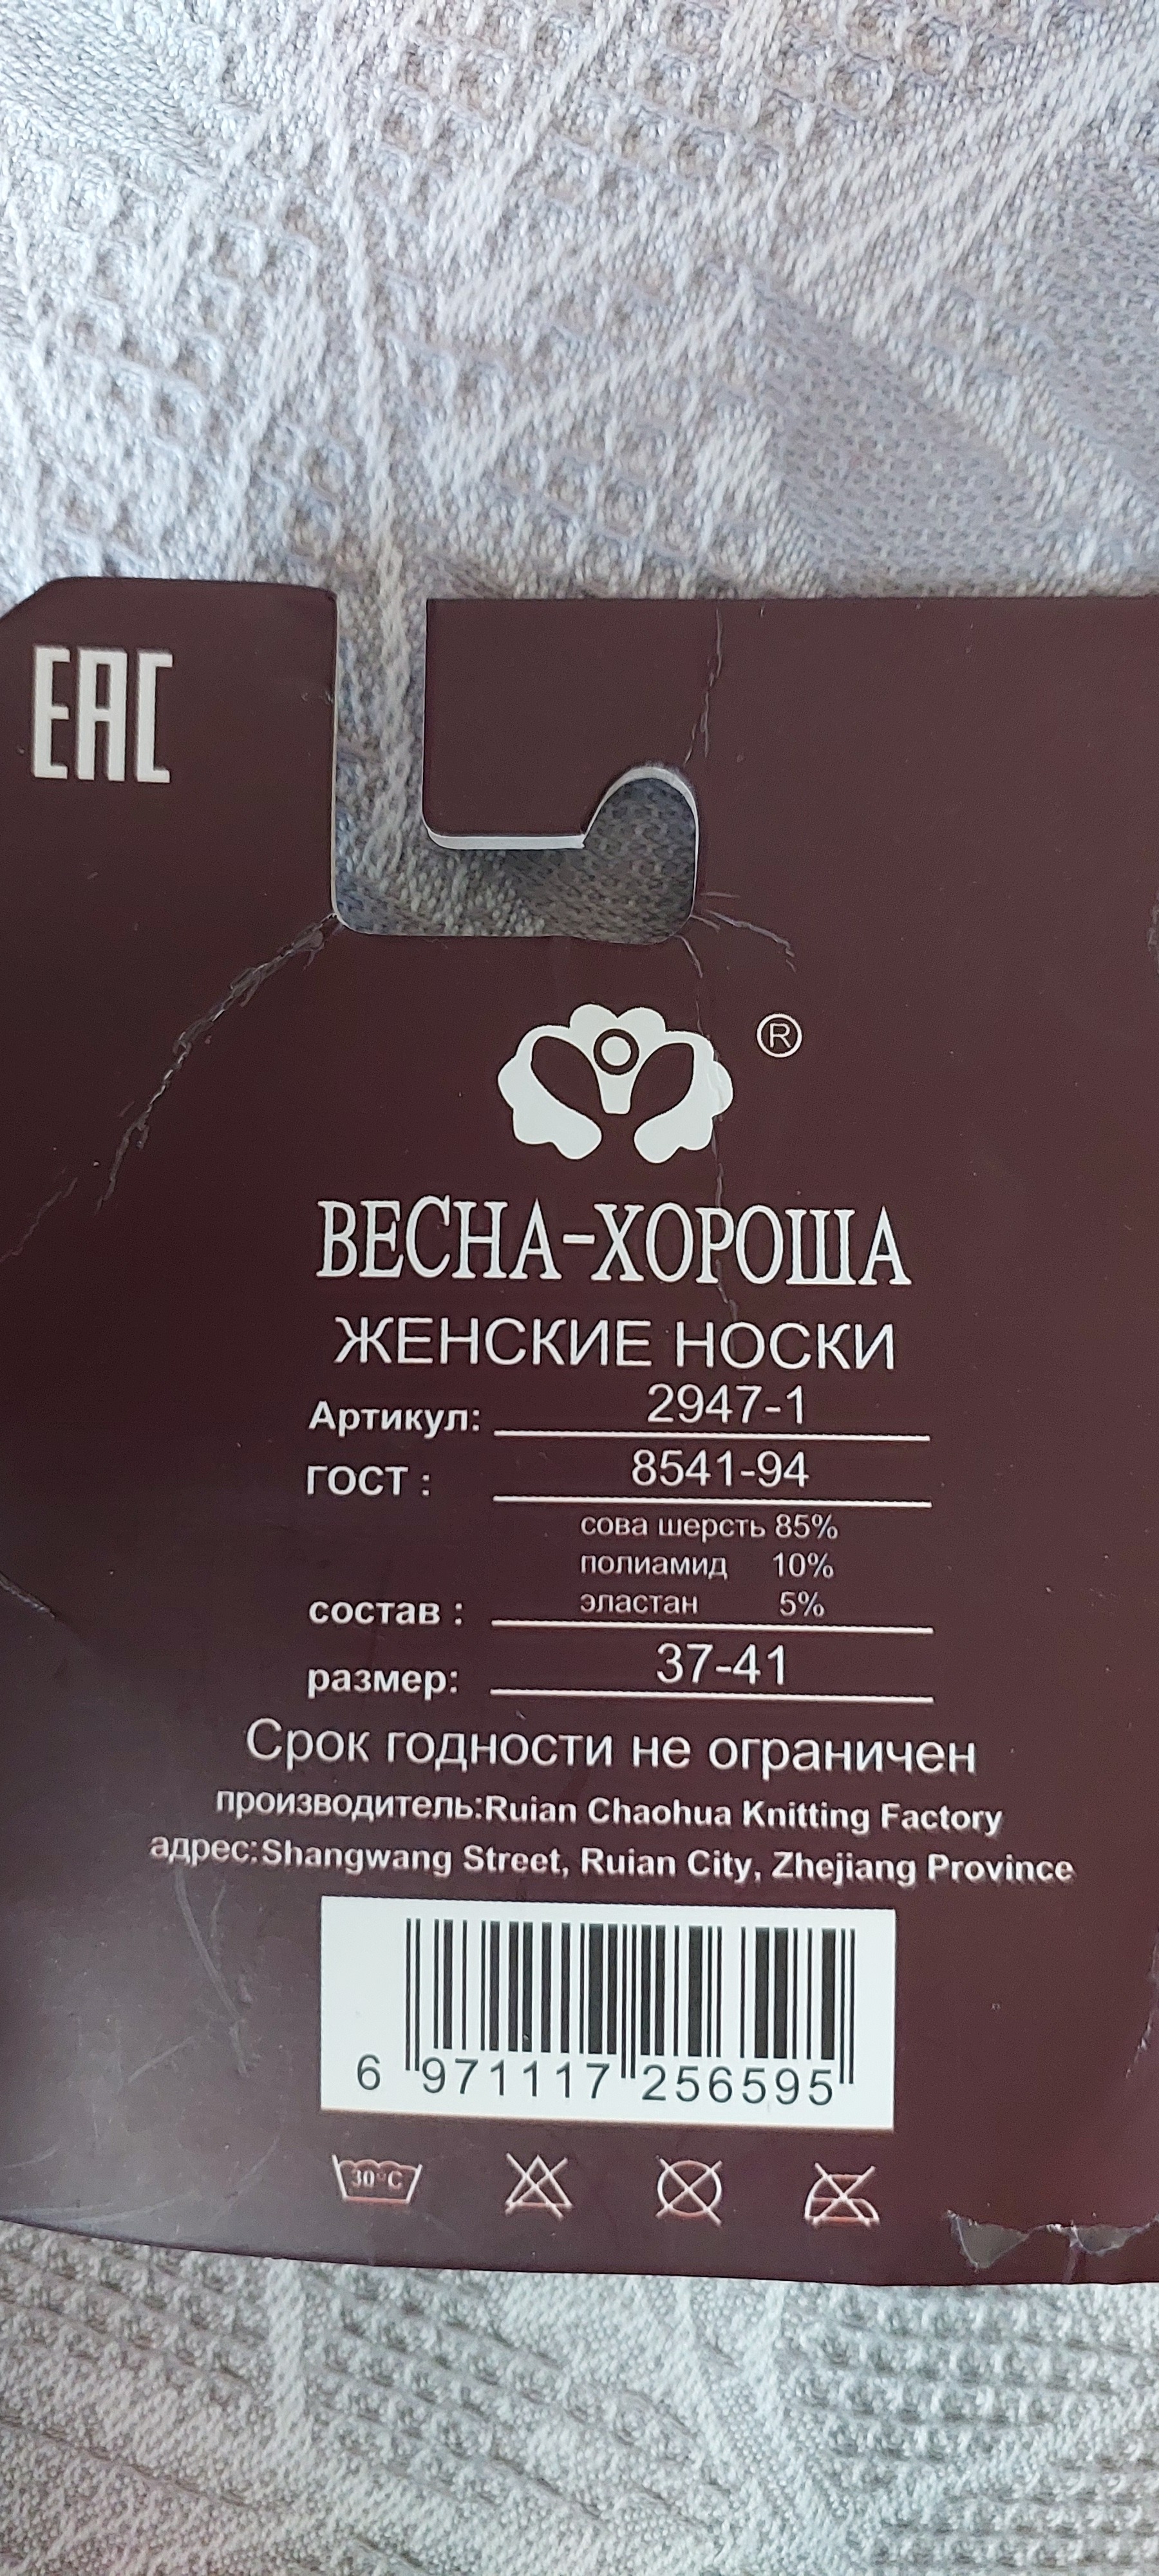 ЕАС
®
ВЕСНА-ХОРОША
ЖЕНСКИЕ НОСКИ
Артикул: 2947-1
ГОСТ : 8541-94
сова шерсть 85%
полиамид 10%
состав : эластан 5%
размер: 37-41
Срок годности не ограничен
производитель:Ruian Chaohua Knitting Factory
адрес:Shangwang Street, Ruian City, Zhejiang Province
6 971117 256595
30°C